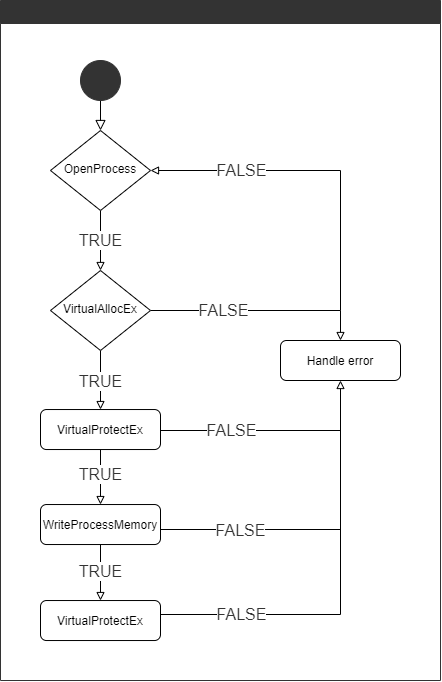 OpenProcess
FALSE
TRUE
VirtualAllocEx
FALSE
Handle error
TRUE
VirtualProtectEx
FALSE
TRUE
WriteProcessMemory
FALSE
TRUE
VirtualProtectEx
FALSE